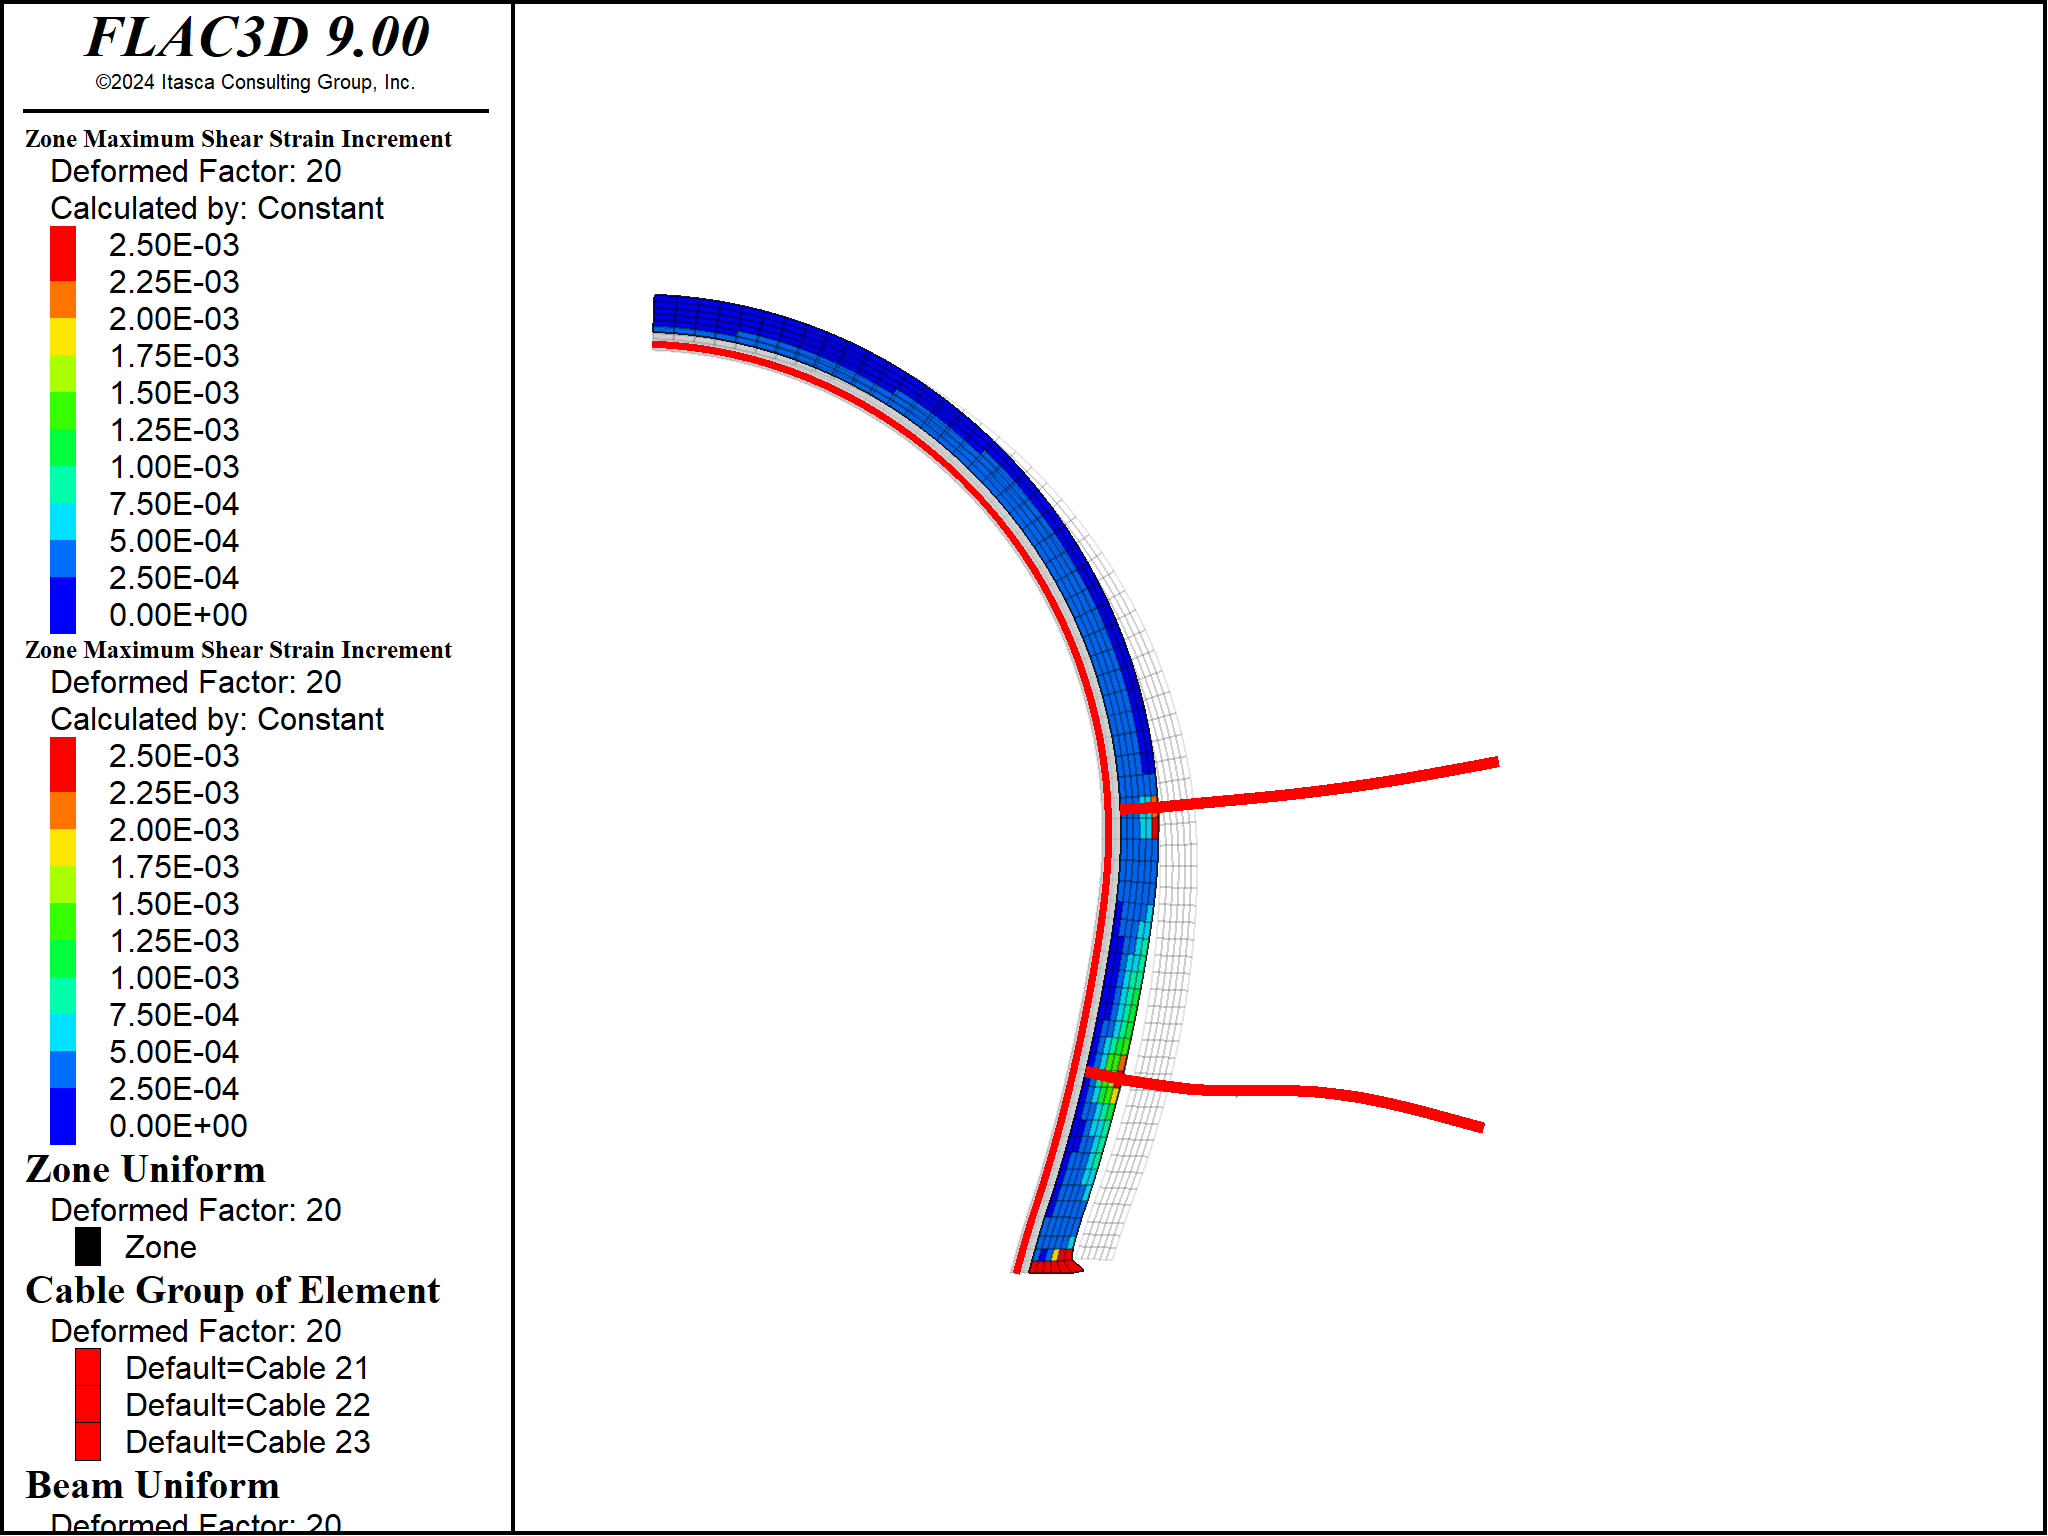 FLAC3D 9.00
©2024 Itasca Consulting Group, Inc.
Zone Maximum Shear Strain Increment
Deformed Factor: 20
Calculated by: Constant
2.50E-03
2.25E-03
2.00E-03
1.75E-03
1.50E-03
1.25E-03
1.00E-03
7.50E-04
5.00E-04
2.50E-04
0.00E+00
Zone Maximum Shear Strain Increment
Deformed Factor: 20
Calculated by: Constant
2.50E-03
2.25E-03
2.00E-03
1.75E-03
1.50E-03
1.25E-03
1.00E-03
7.50E-04
5.00E-04
2.50E-04
0.00E+00
Zone Uniform
Deformed Factor: 20
Zone
Cable Group of Element
Deformed Factor: 20
Default=Cable 21
Default=Cable 22
Default=Cable 23
Beam Uniform
Deformed Factor: 20